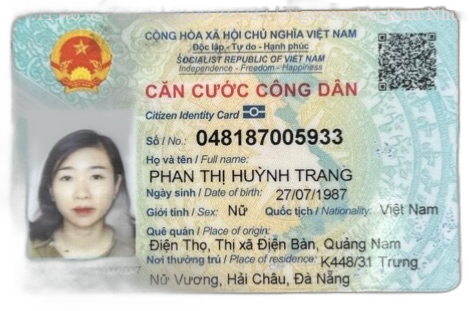 CỘNG HÒA XÃ HỘI CHỦ NGHĨA VIỆT NAM
Độc lập - Tự do - Hạnh phúc
SOCIALIST REPUBLIC OF VIET NAM
Independence - Freedom - Happiness
CĂN CƯỚC CÔNG DÂN
Citizen Identity Card
Số / No.: 048187005933
Họ và tên / Full name:
PHAN THỊ HUỲNH TRANG
Ngày sinh / Date of birth: 27/07/1987
Giới tính / Sex: Nữ Quốc tịch / Nationality: Việt Nam
Quê quán / Place of origin:
Điện Thọ, Thị xã Điện Bàn, Quảng Nam
Nơi thường trú / Place of residence: K448/31 Trưng
Nữ Vương, Hải Châu, Đà Nẵng